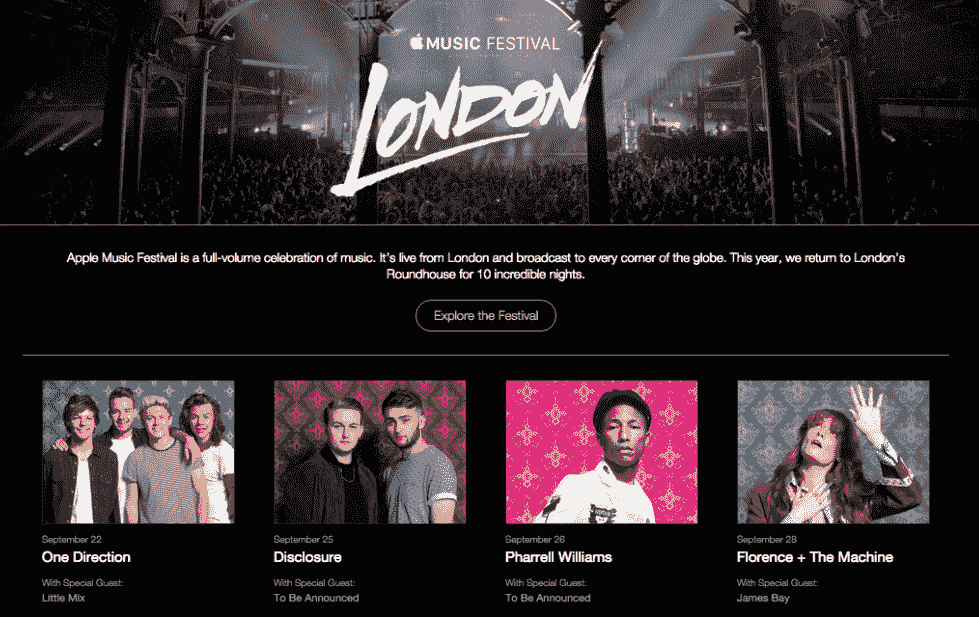 MUSIC FESTIVAL
LONDON
Apple Music Festival is a full-volume celebration of music. It's live from London and broadcast to every corner of the globe. This year, we return to London's
Roundhouse for 10 incredible nights.
Explore the Festival
September 22
One Direction
With Special Guest:
Little Mix
September 25
Disclosure
With Special Guest:
To Be Announced
September 26
Pharrell Williams
With Special Guest:
To Be Announced
September 28
Florence + The Machine
With Special Guest:
James Bay